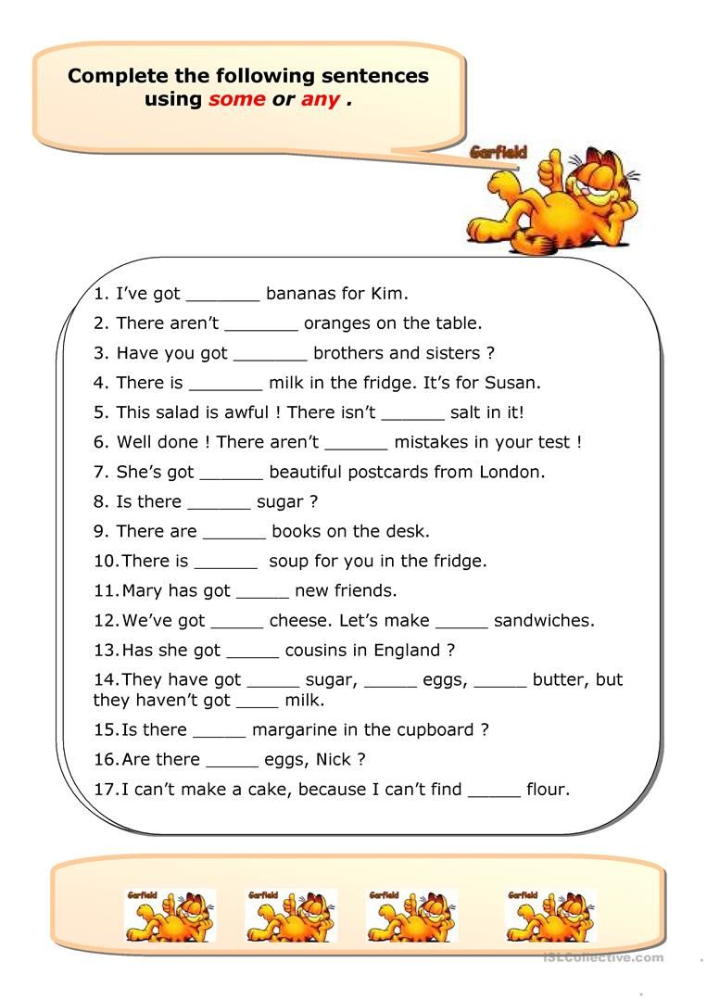 Complete the following sentences
using some or any .
Garfield
1. I’ve got _______ bananas for Kim.
2. There aren’t _______ oranges on the table.
3. Have you got _______ brothers and sisters ?
4. There is _______ milk in the fridge. It’s for Susan.
5. This salad is awful ! There isn’t ______ salt in it!
6. Well done ! There aren’t ______ mistakes in your test !
7. She’s got ______ beautiful postcards from London.
8. Is there ______ sugar ?
9. There are ______ books on the desk.
10. There is ______ soup for you in the fridge.
11. Mary has got _____ new friends.
12. We’ve got _____ cheese. Let’s make _____ sandwiches.
13. Has she got _____ cousins in England ?
14. They have got _____ sugar, _____ eggs, _____ butter, but
they haven’t got ____ milk.
15. Is there _____ margarine in the cupboard ?
16. Are there _____ eggs, Nick ?
17. I can’t make a cake, because I can’t find _____ flour.
Garfield Garfield Garfield Garfield
iSLCollective.com